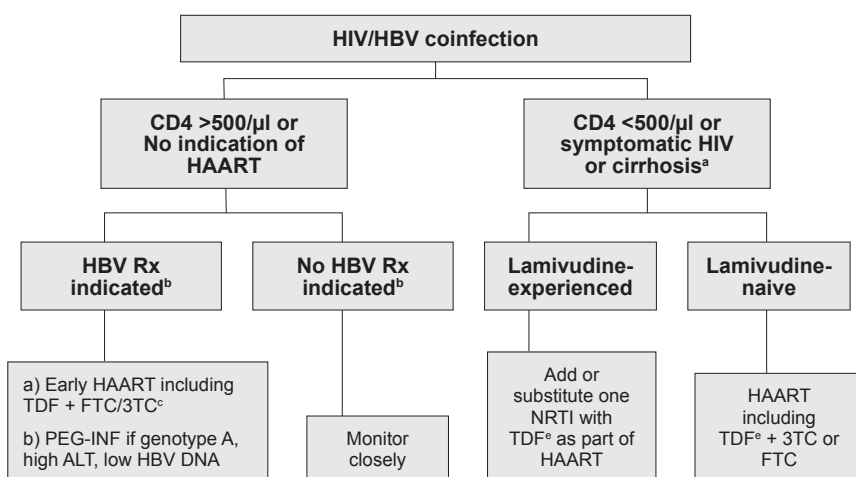 HIV/HBV coinfection
CD4 >500/µl or
No indication of
HAART
CD4 <500/µl or
symptomatic HIV
or cirrhosisᵃ
HBV Rx
indicatedᵇ
No HBV Rx
indicatedᵇ
Lamivudine-
experienced
Lamivudine-
naive
a) Early HAART including
TDF + FTC/3TCᶜ
b) PEG-INF if genotype A,
high ALT, low HBV DNA
Monitor
closely
Add or
substitute one
NRTI with
TDFᵉ as part of
HAART
HAART
including
TDFᵉ + 3TC or
FTC